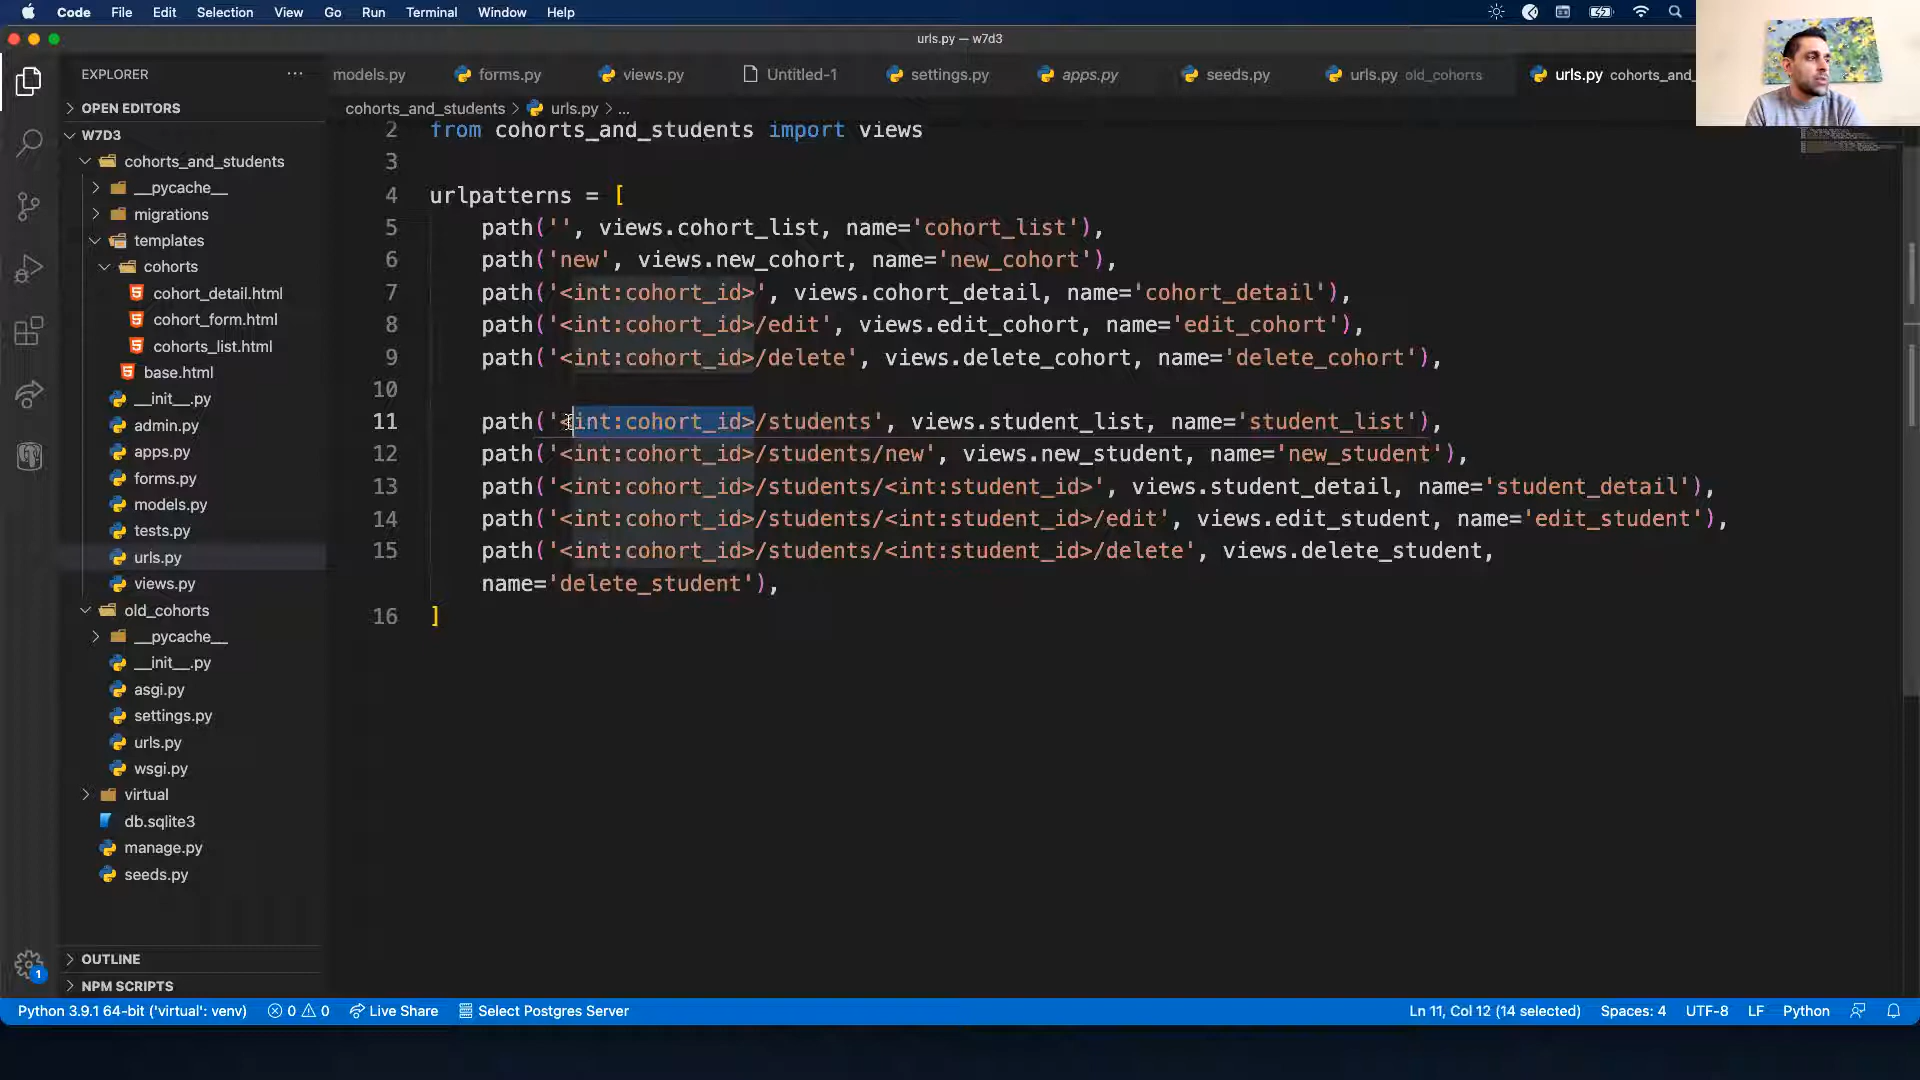 Code File Edit Selection View Go Run Terminal Window Help
urls.py — w7d3
EXPLORER ···
models.py forms.py views.py Untitled-1 settings.py apps.py seeds.py urls.py old_cohorts urls.py cohorts_and_
OPEN EDITORS
cohorts_and_students > urls.py > ...
W7D3
cohorts_and_students
__pycache__
migrations
templates
cohorts
cohort_detail.html
cohort_form.html
cohorts_list.html
base.html
__init__.py
admin.py
apps.py
forms.py
models.py
tests.py
urls.py
views.py
old_cohorts
__pycache__
__init__.py
asgi.py
settings.py
urls.py
wsgi.py
virtual
db.sqlite3
manage.py
seeds.py
OUTLINE
NPM SCRIPTS
1
2 from cohorts_and_students import views
3
4 urlpatterns = [
5 path('', views.cohort_list, name='cohort_list'),
6 path('new', views.new_cohort, name='new_cohort'),
7 path('<int:cohort_id>', views.cohort_detail, name='cohort_detail'),
8 path('<int:cohort_id>/edit', views.edit_cohort, name='edit_cohort'),
9 path('<int:cohort_id>/delete', views.delete_cohort, name='delete_cohort'),
10
11 path('<int:cohort_id>/students', views.student_list, name='student_list'),
12 path('<int:cohort_id>/students/new', views.new_student, name='new_student'),
13 path('<int:cohort_id>/students/<int:student_id>', views.student_detail, name='student_detail'),
14 path('<int:cohort_id>/students/<int:student_id>/edit', views.edit_student, name='edit_student'),
15 path('<int:cohort_id>/students/<int:student_id>/delete', views.delete_student,
name='delete_student'),
16 ]
Python 3.9.1 64-bit ('virtual': venv) 0 0 Live Share Select Postgres Server Ln 11, Col 12 (14 selected) Spaces: 4 UTF-8 LF Python